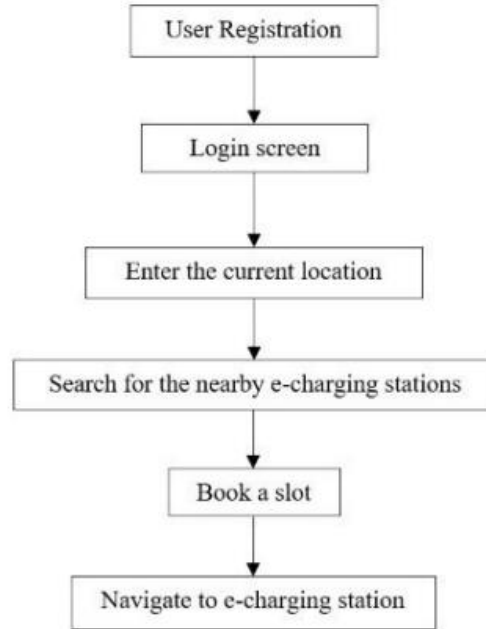 User Registration
Login screen
Enter the current location
Search for the nearby e-charging stations
Book a slot
Navigate to e-charging station